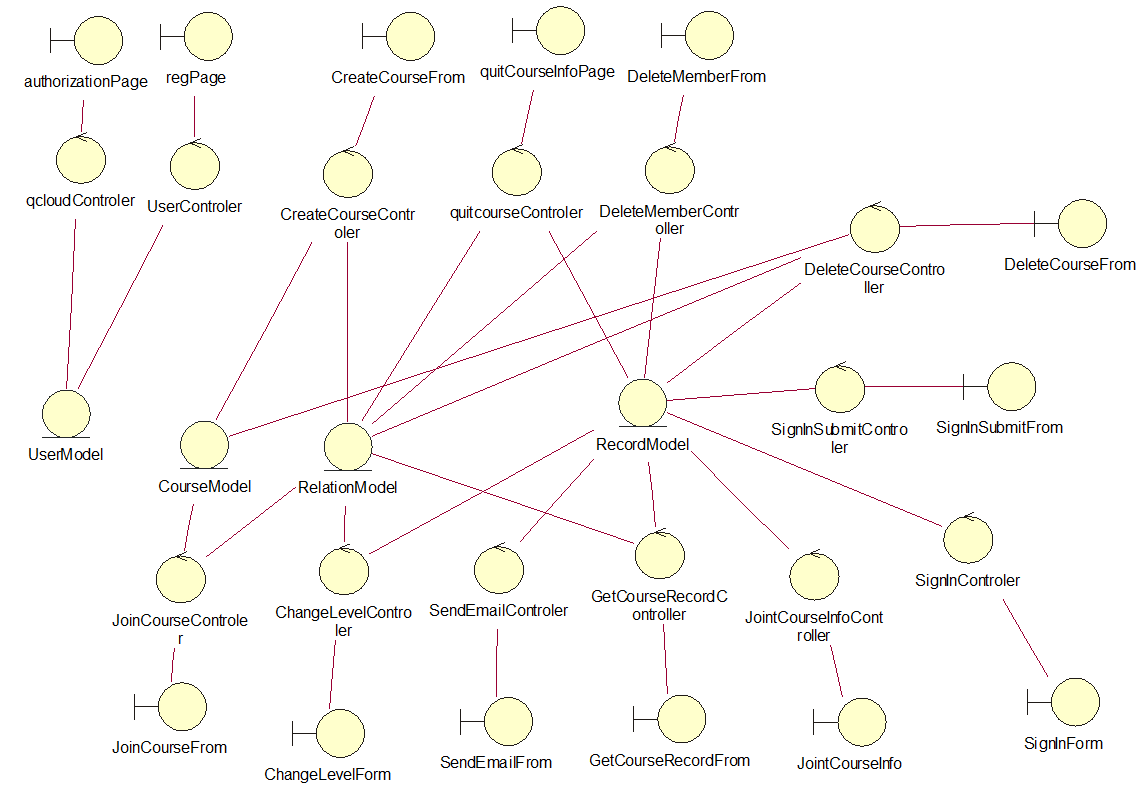 authorizationPage
regPage
CreateCourseFrom
quitCourseInfoPage
DeleteMemberFrom
qcloudControler
UserControler
CreateCourseContr
oler
quitcourseControler
DeleteMemberContr
oller
DeleteCourseContro
ller
DeleteCourseFrom
UserModel
CourseModel
RelationModel
RecordModel
SignInSubmitContro
ler
SignInSubmitFrom
JoinCourseControle
r
ChangeLevelContro
ler
SendEmailControler
GetCourseRecordC
ontroller
JointCourseInfoCont
roller
SignInControler
JoinCourseFrom
ChangeLevelForm
SendEmailFrom
GetCourseRecordFrom
JointCourseInfo
SignInForm